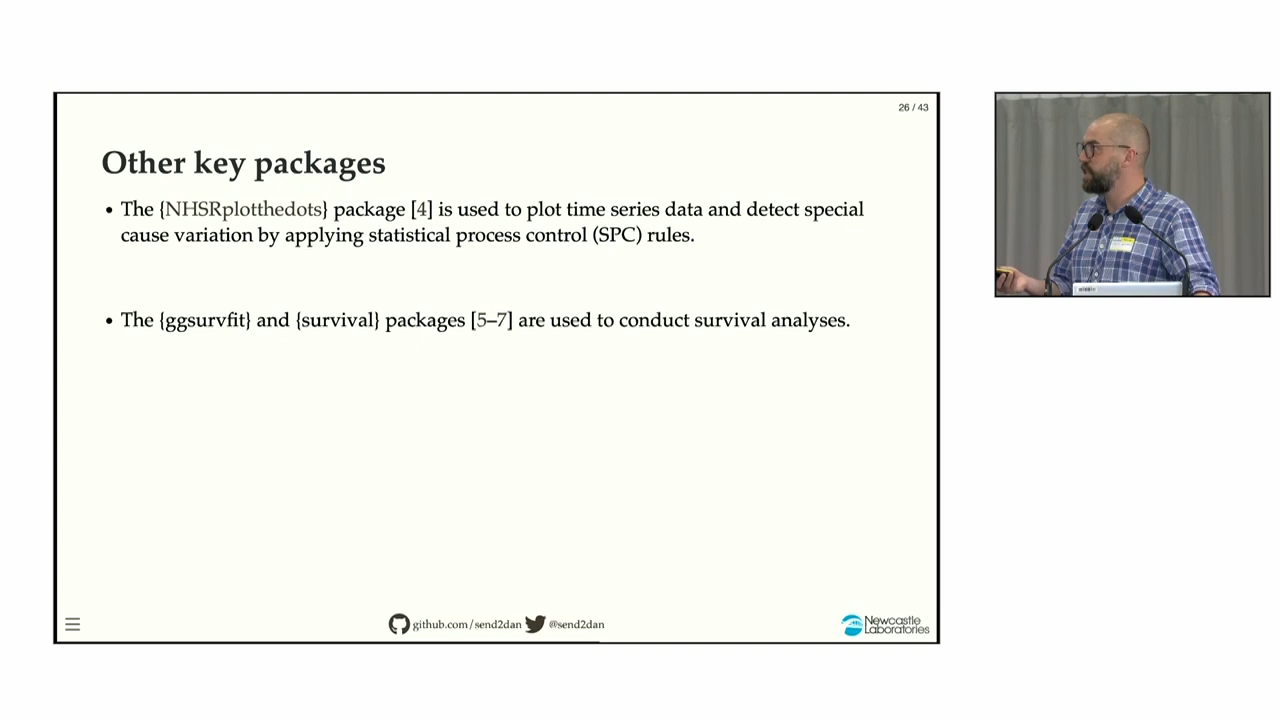 26 / 43
Other key packages
• The {NHSRplotthedots} package [4] is used to plot time series data and detect special
cause variation by applying statistical process control (SPC) rules.
• The {ggsurvfit} and {survival} packages [5–7] are used to conduct survival analyses.
github.com/send2dan @send2dan
Newcastle
Laboratories